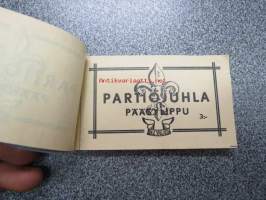 Antikvariaatti.net
PARTIOJUHLA
PÄÄSYLIPPU
3:-